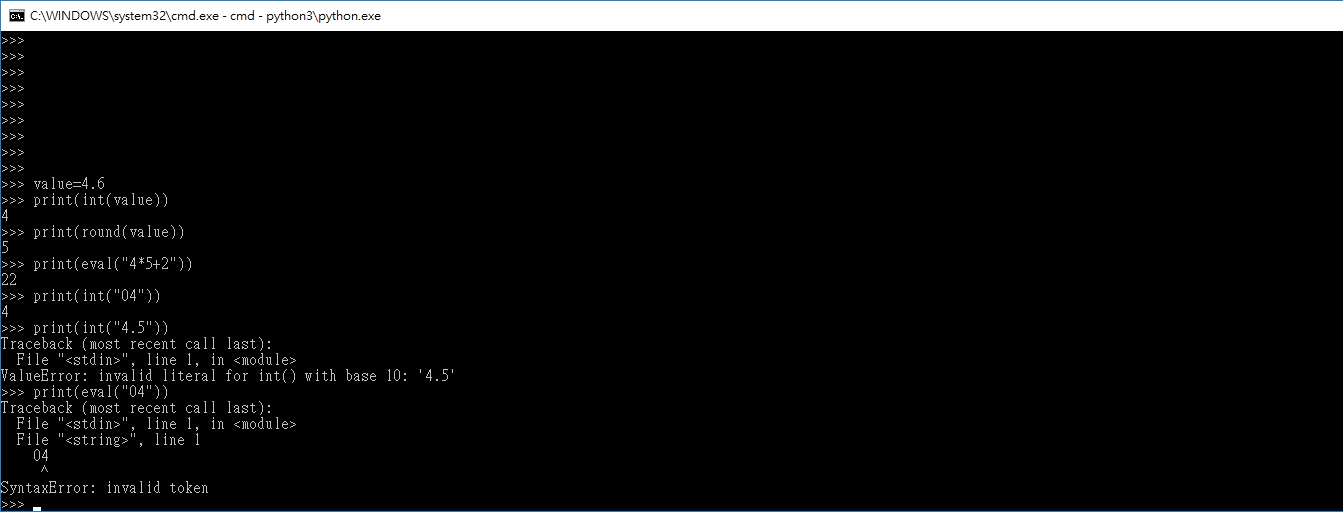 C:\WINDOWS\system32\cmd.exe - cmd - python3\python.exe
>>>
>>>
>>>
>>>
>>>
>>>
>>>
>>>
>>>
>>> value=4.6
>>> print(int(value))
4
>>> print(round(value))
5
>>> print(eval("4*5+2"))
22
>>> print(int("04"))
4
>>> print(int("4.5"))
Traceback (most recent call last):
  File "<stdin>", line 1, in <module>
ValueError: invalid literal for int() with base 10: '4.5'
>>> print(eval("04"))
Traceback (most recent call last):
  File "<stdin>", line 1, in <module>
  File "<string>", line 1
    04
     ^
SyntaxError: invalid token
>>>